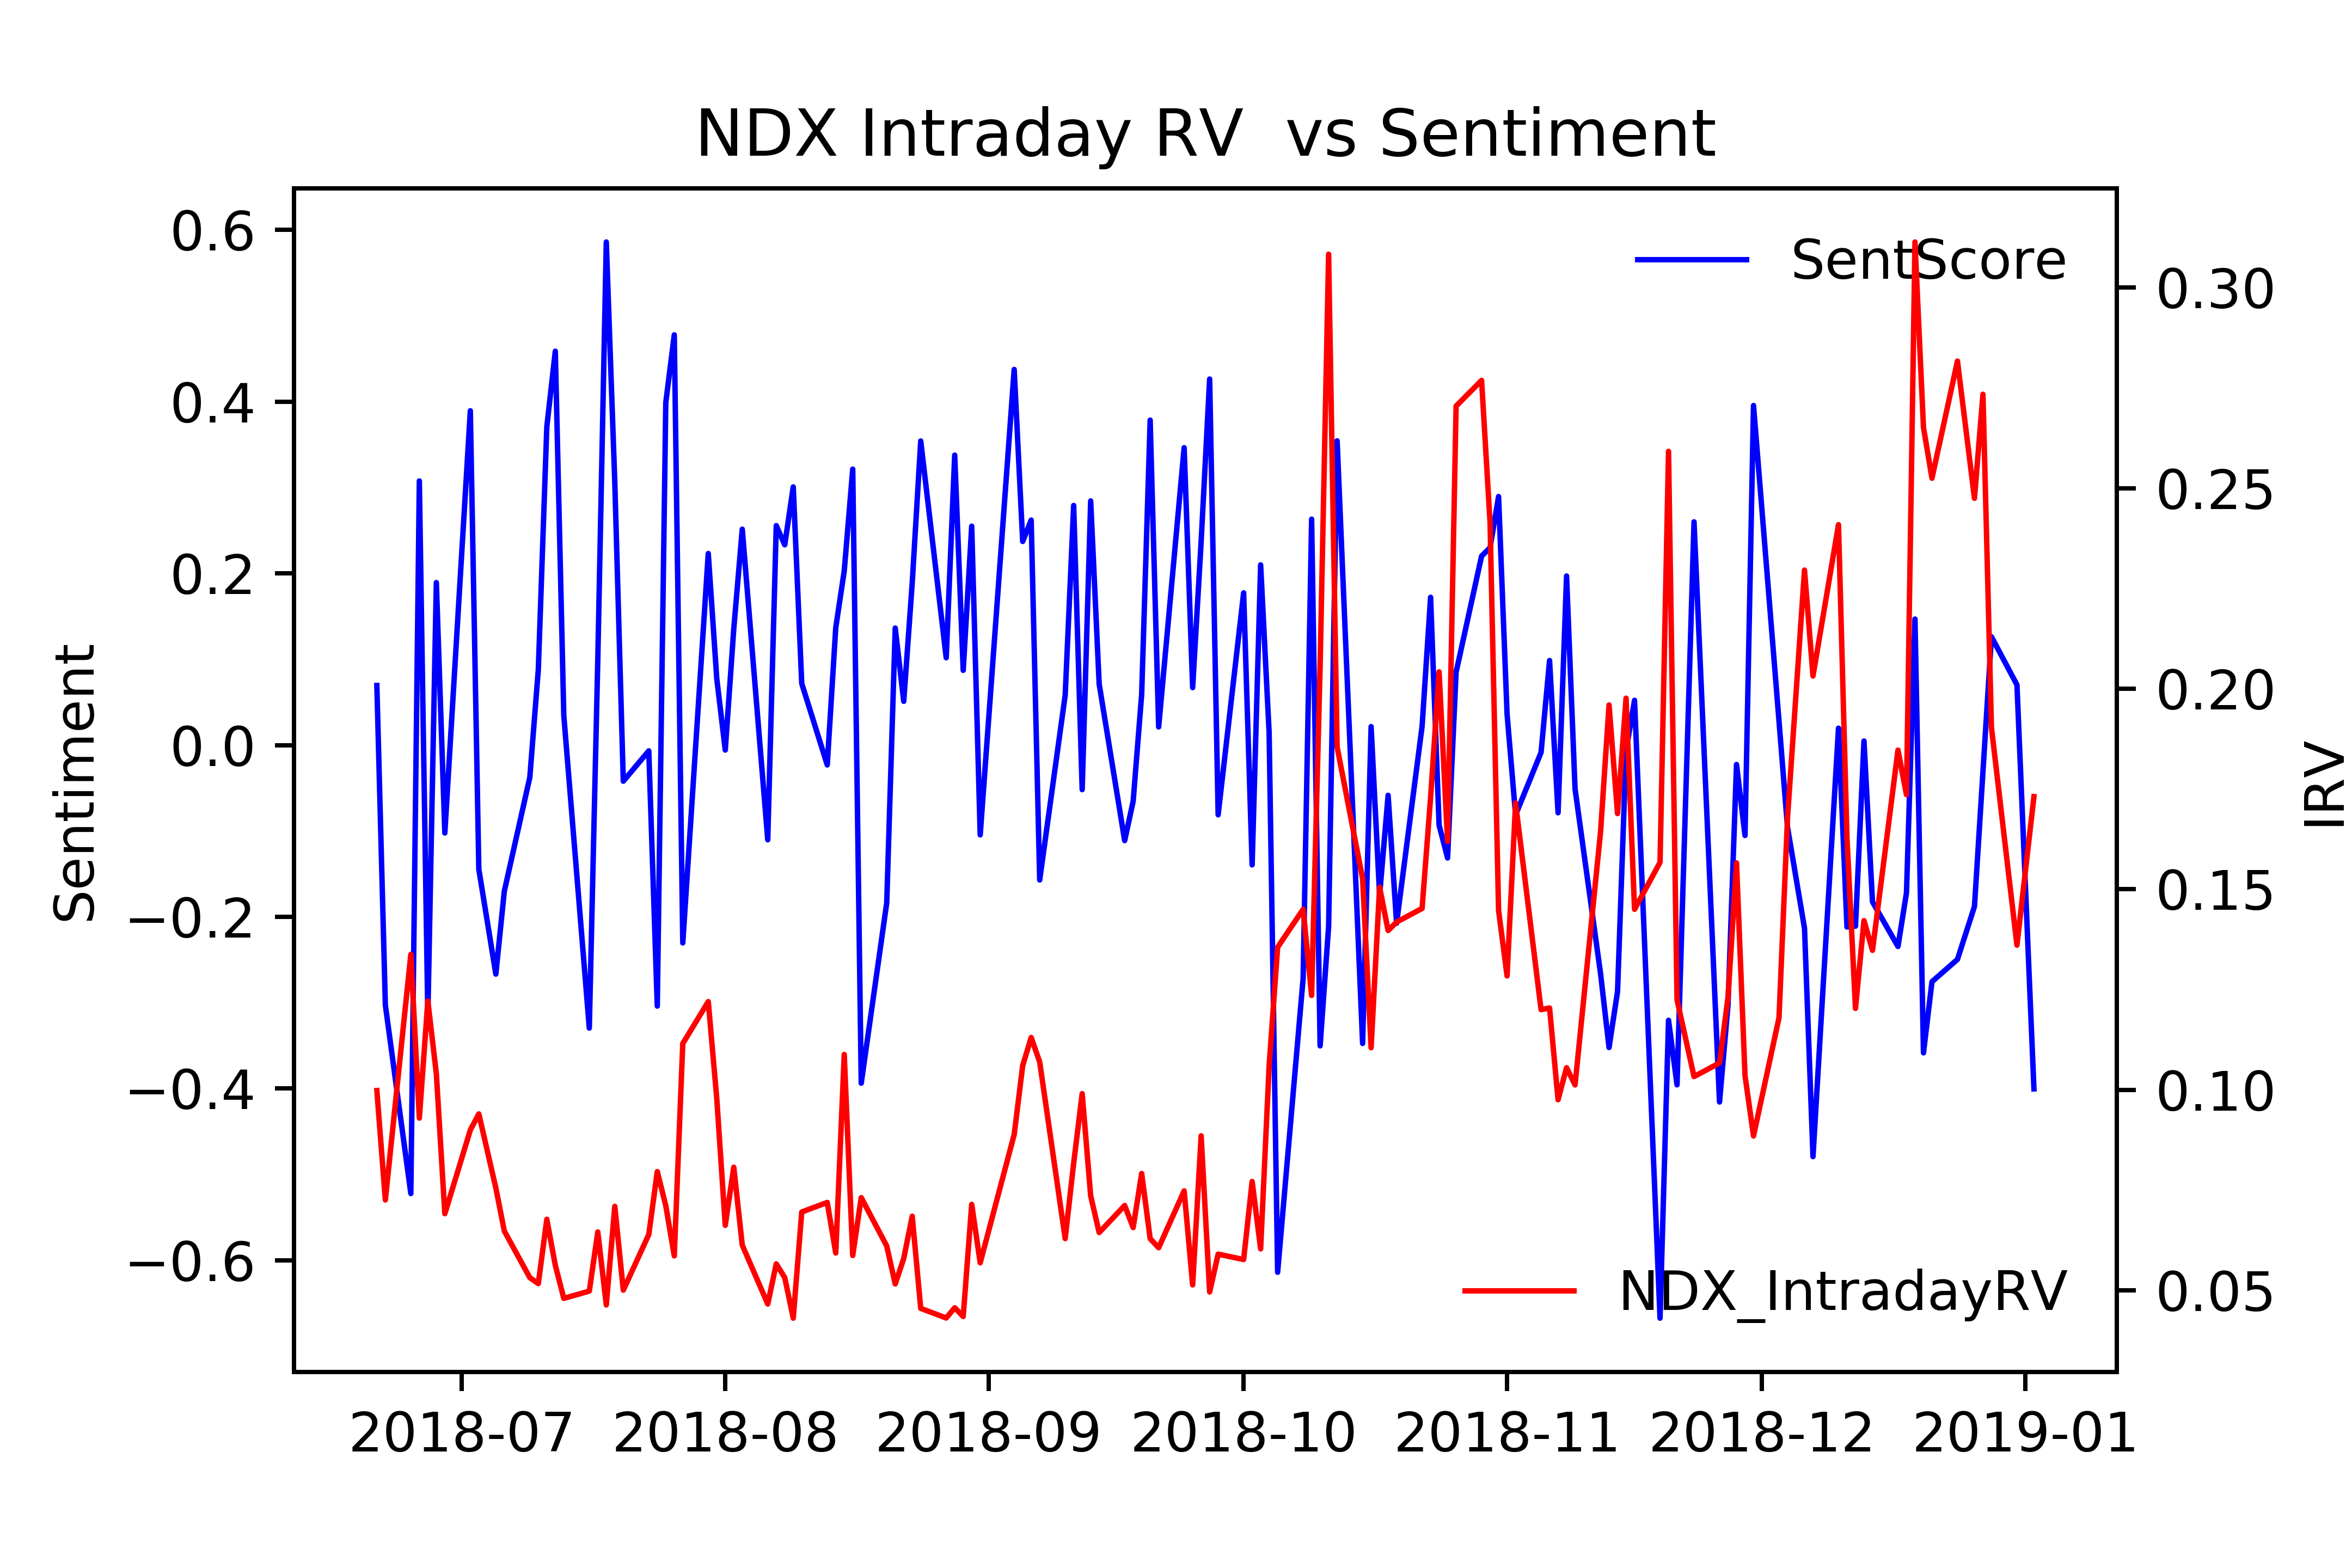 NDX Intraday RV  vs Sentiment
SentScore
NDX_IntradayRV
Sentiment
0.6
0.4
0.2
0.0
−0.2
−0.4
−0.6
IRV
0.30
0.25
0.20
0.15
0.10
0.05
2018-07 2018-08 2018-09 2018-10 2018-11 2018-12 2019-01